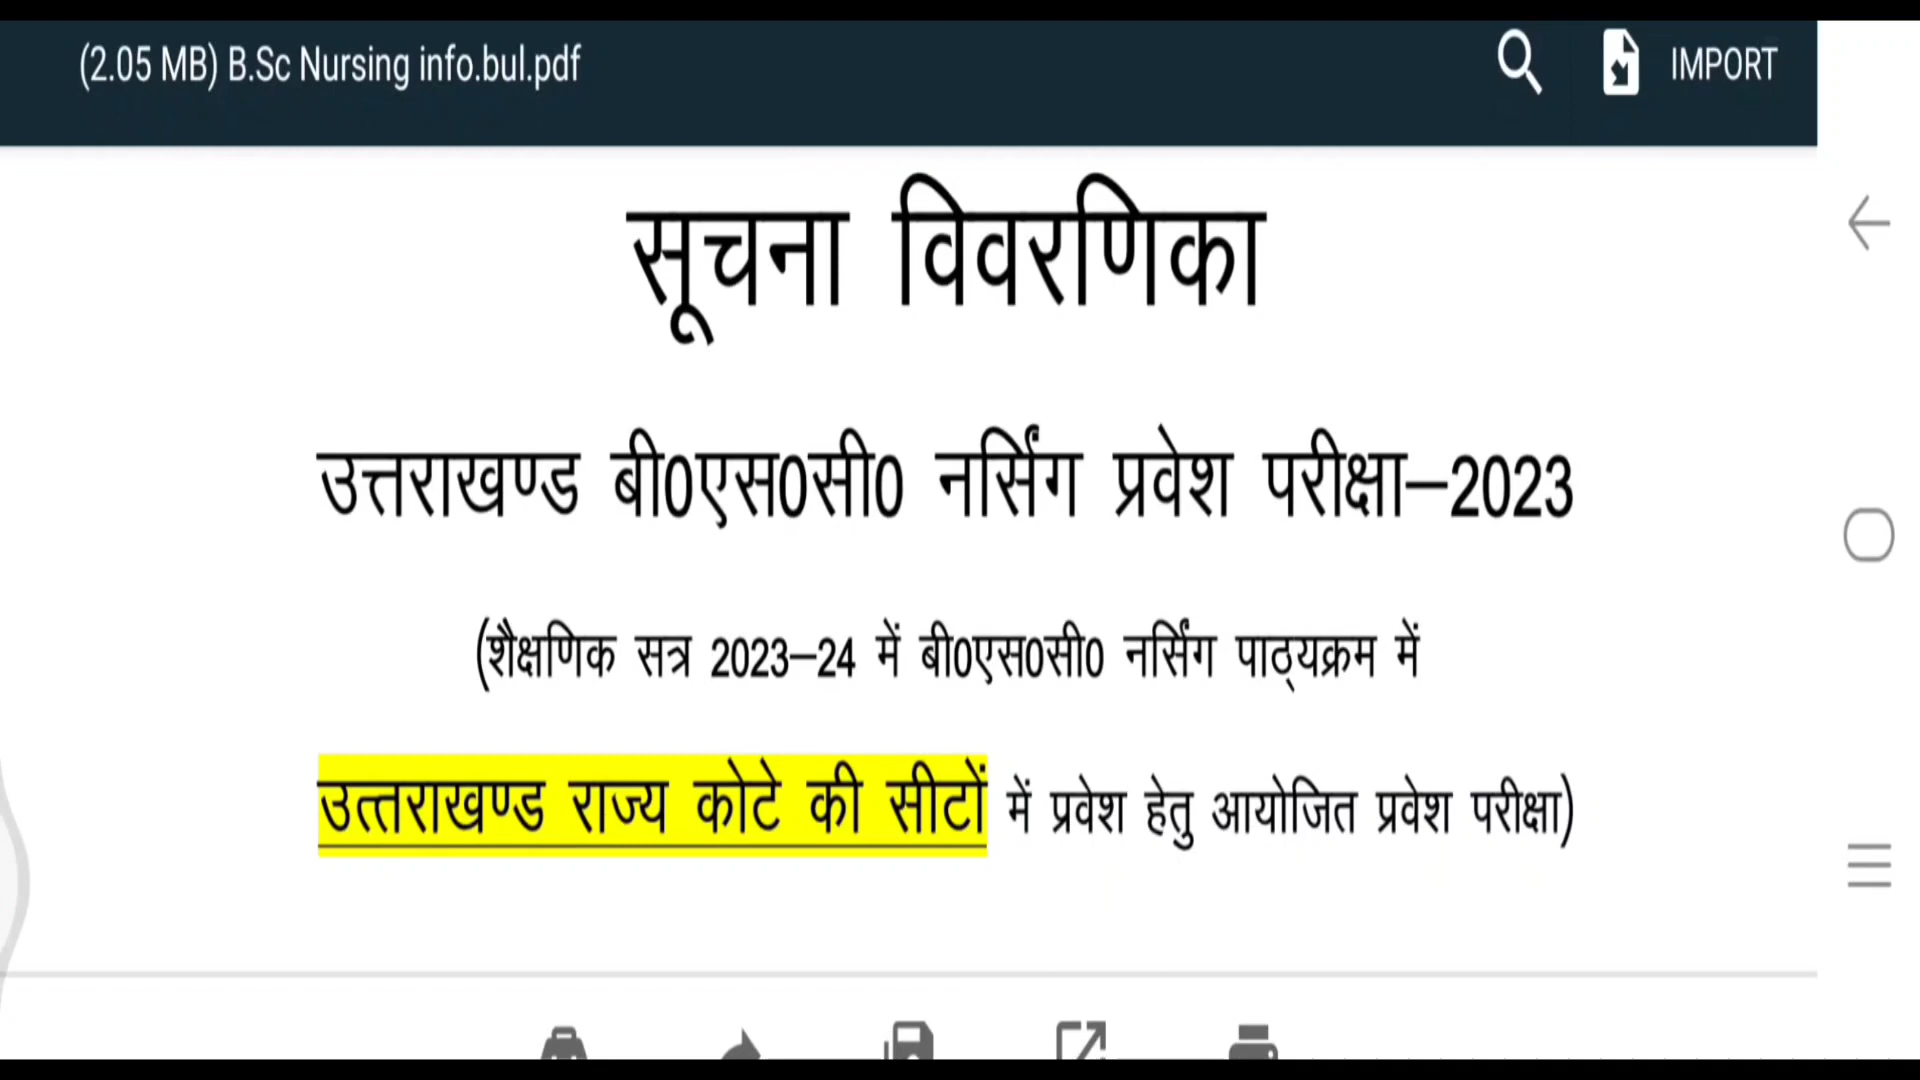 (2.05 MB) B.Sc Nursing info.bul.pdf IMPORT
सूचना विवरणिका
उत्तराखण्ड बी0एस0सी0 नर्सिंग प्रवेश परीक्षा–2023
(शैक्षणिक सत्र 2023–24 में बी0एस0सी0 नर्सिंग पाठ्यक्रम में
उत्तराखण्ड राज्य कोटे की सीटों में प्रवेश हेतु आयोजित प्रवेश परीक्षा)